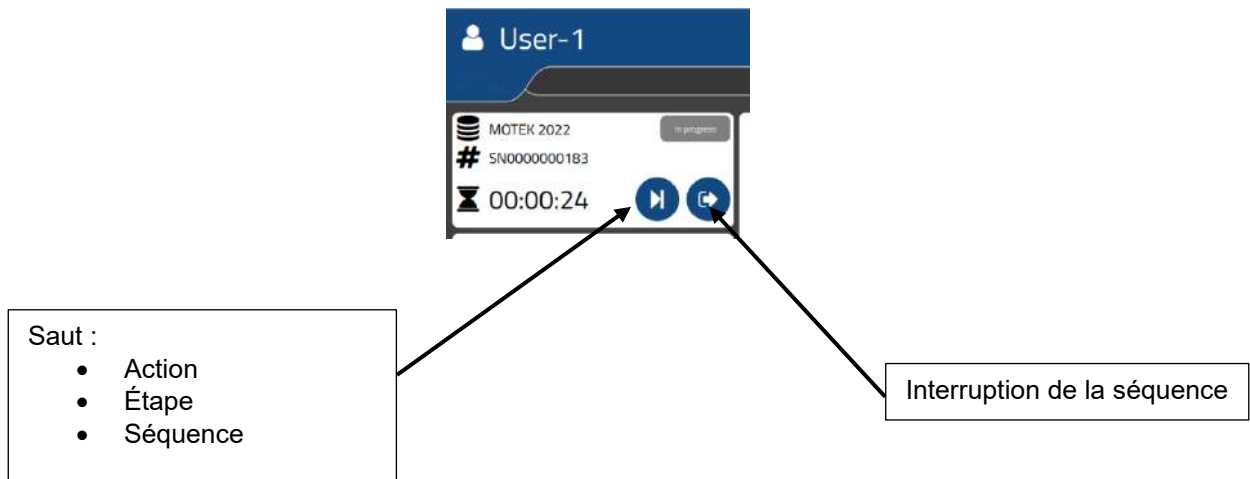 User-1
MOTEK 2022
In progress
# SN0000000183
00:00:24
Saut :
• Action
• Étape
• Séquence
Interruption de la séquence